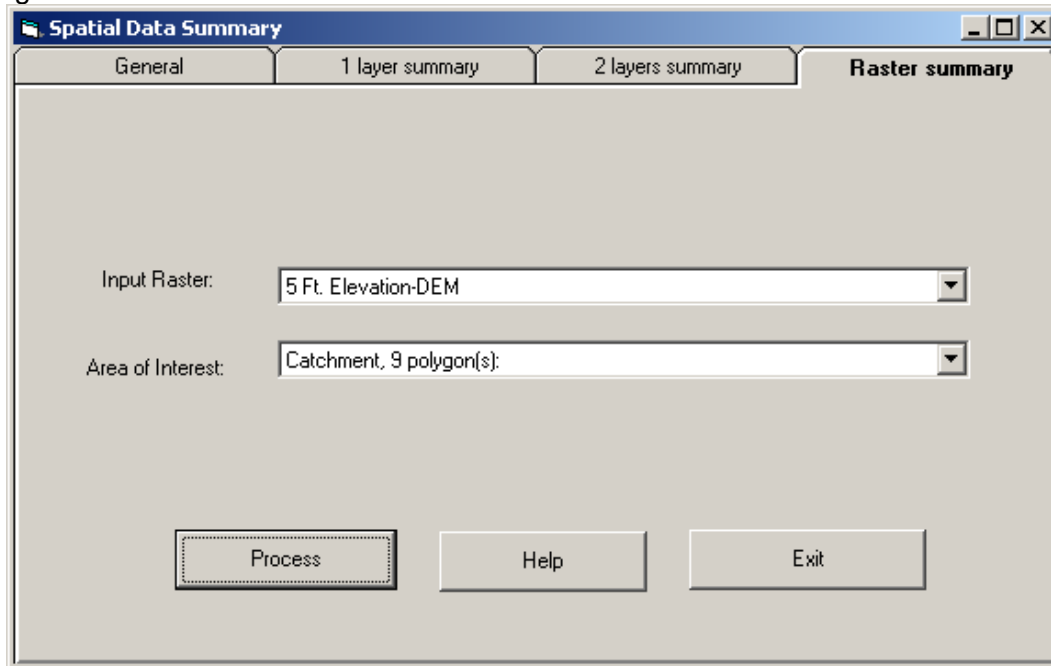 Spatial Data Summary
General 1 layer summary 2 layers summary Raster summary
Input Raster: 5 Ft. Elevation-DEM
Area of Interest: Catchment, 9 polygon(s):
Process Help Exit